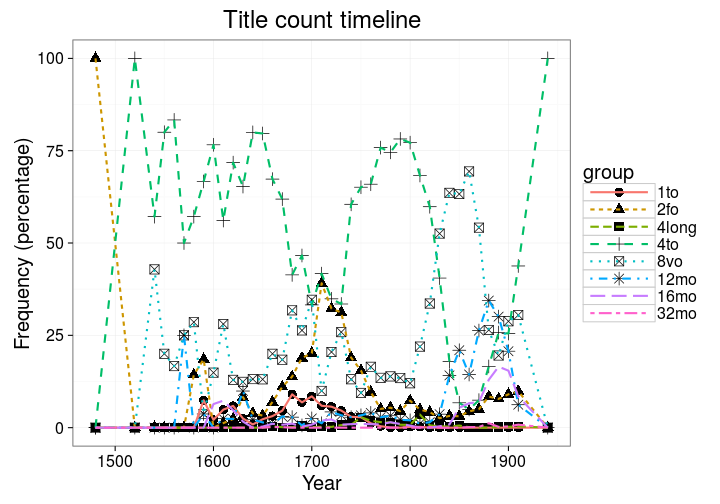 Title count timeline
Frequency (percentage)
100
75
50
25
0
1500 1600 1700 1800 1900
Year
group
1to
2fo
4long
4to
8vo
12mo
16mo
32mo